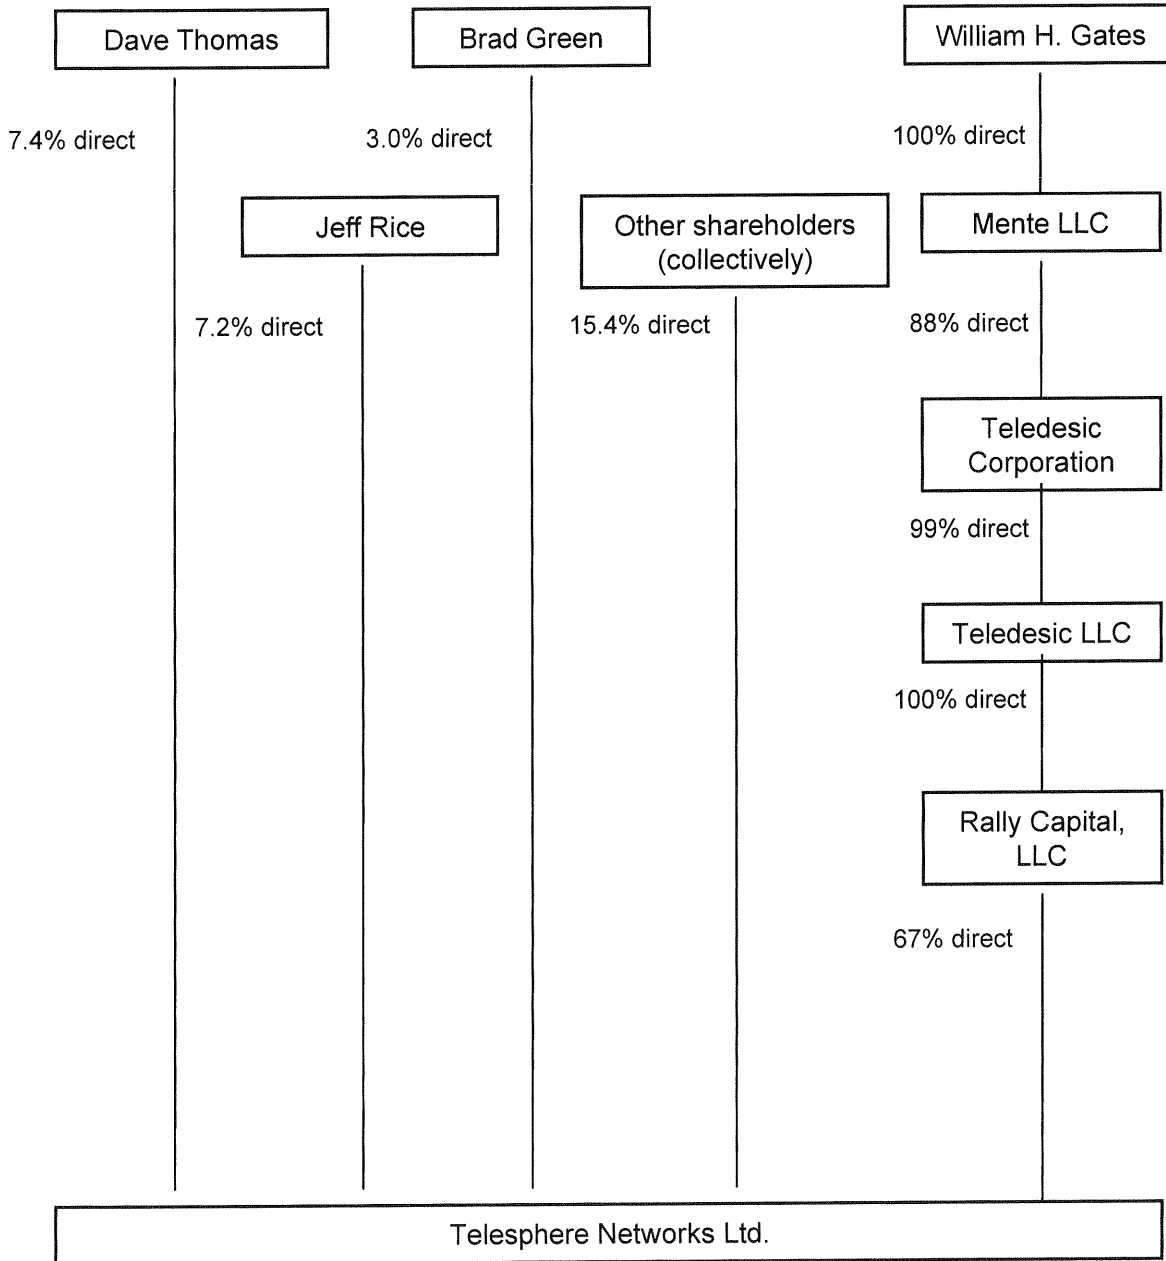 Dave Thomas
Brad Green
William H. Gates
7.4% direct
3.0% direct
100% direct
Jeff Rice
Other shareholders
(collectively)
Mente LLC
7.2% direct
15.4% direct
88% direct
Teledesic
Corporation
99% direct
Teledesic LLC
100% direct
Rally Capital,
LLC
67% direct
Telesphere Networks Ltd.